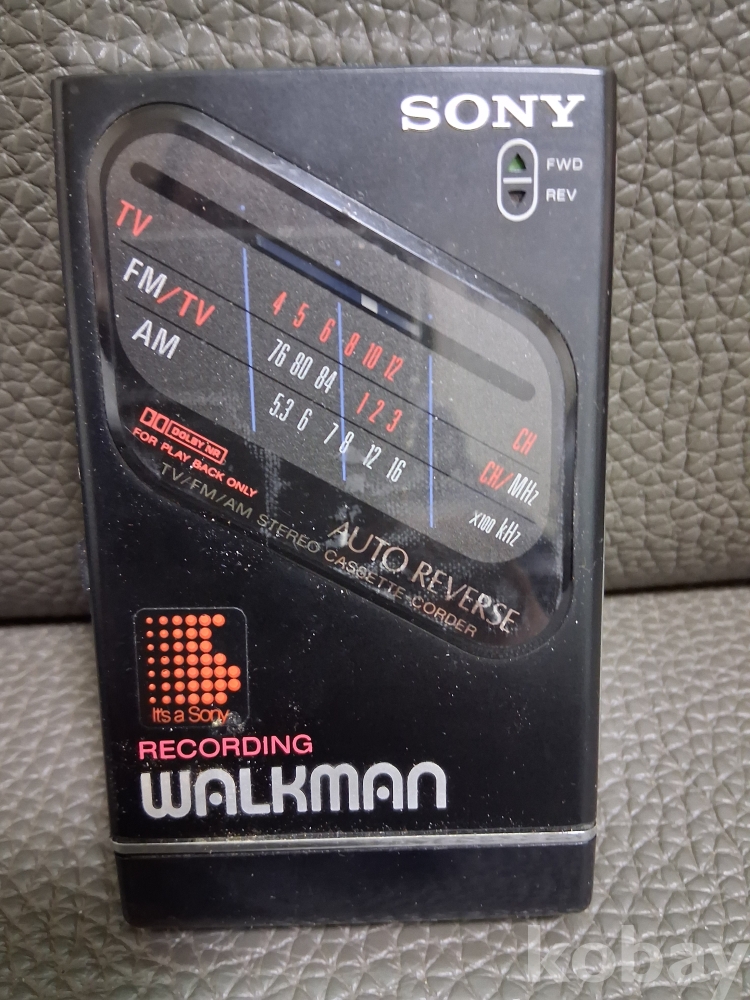 SONY
FWD
REV
TV
4 5 6 8 10 12 CH
FM/TV
76 80 84 1 2 3 CH/MHz
AM
5.3 6 7 8 12 16 X100 kHz
DOLBY NR
FOR PLAY BACK ONLY
AUTO REVERSE
TV/FM/AM STEREO CASSETTE-CORDER
It's a Sony
RECORDING
WALKMAN
kobay